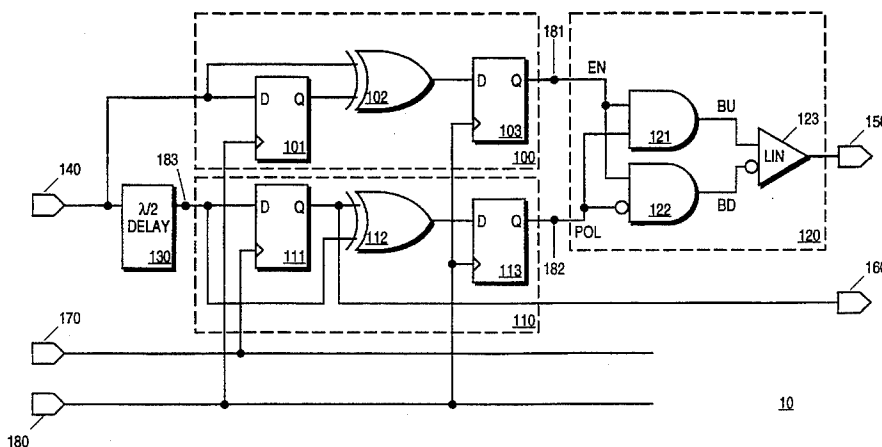 181
EN
D Q
102
D Q
101
103
100
BU
121
123
LIN
150
140
183
λ/2
DELAY
130
D Q
111
112
D Q
113
POL
182
122
BD
120
110
160
170
180
10